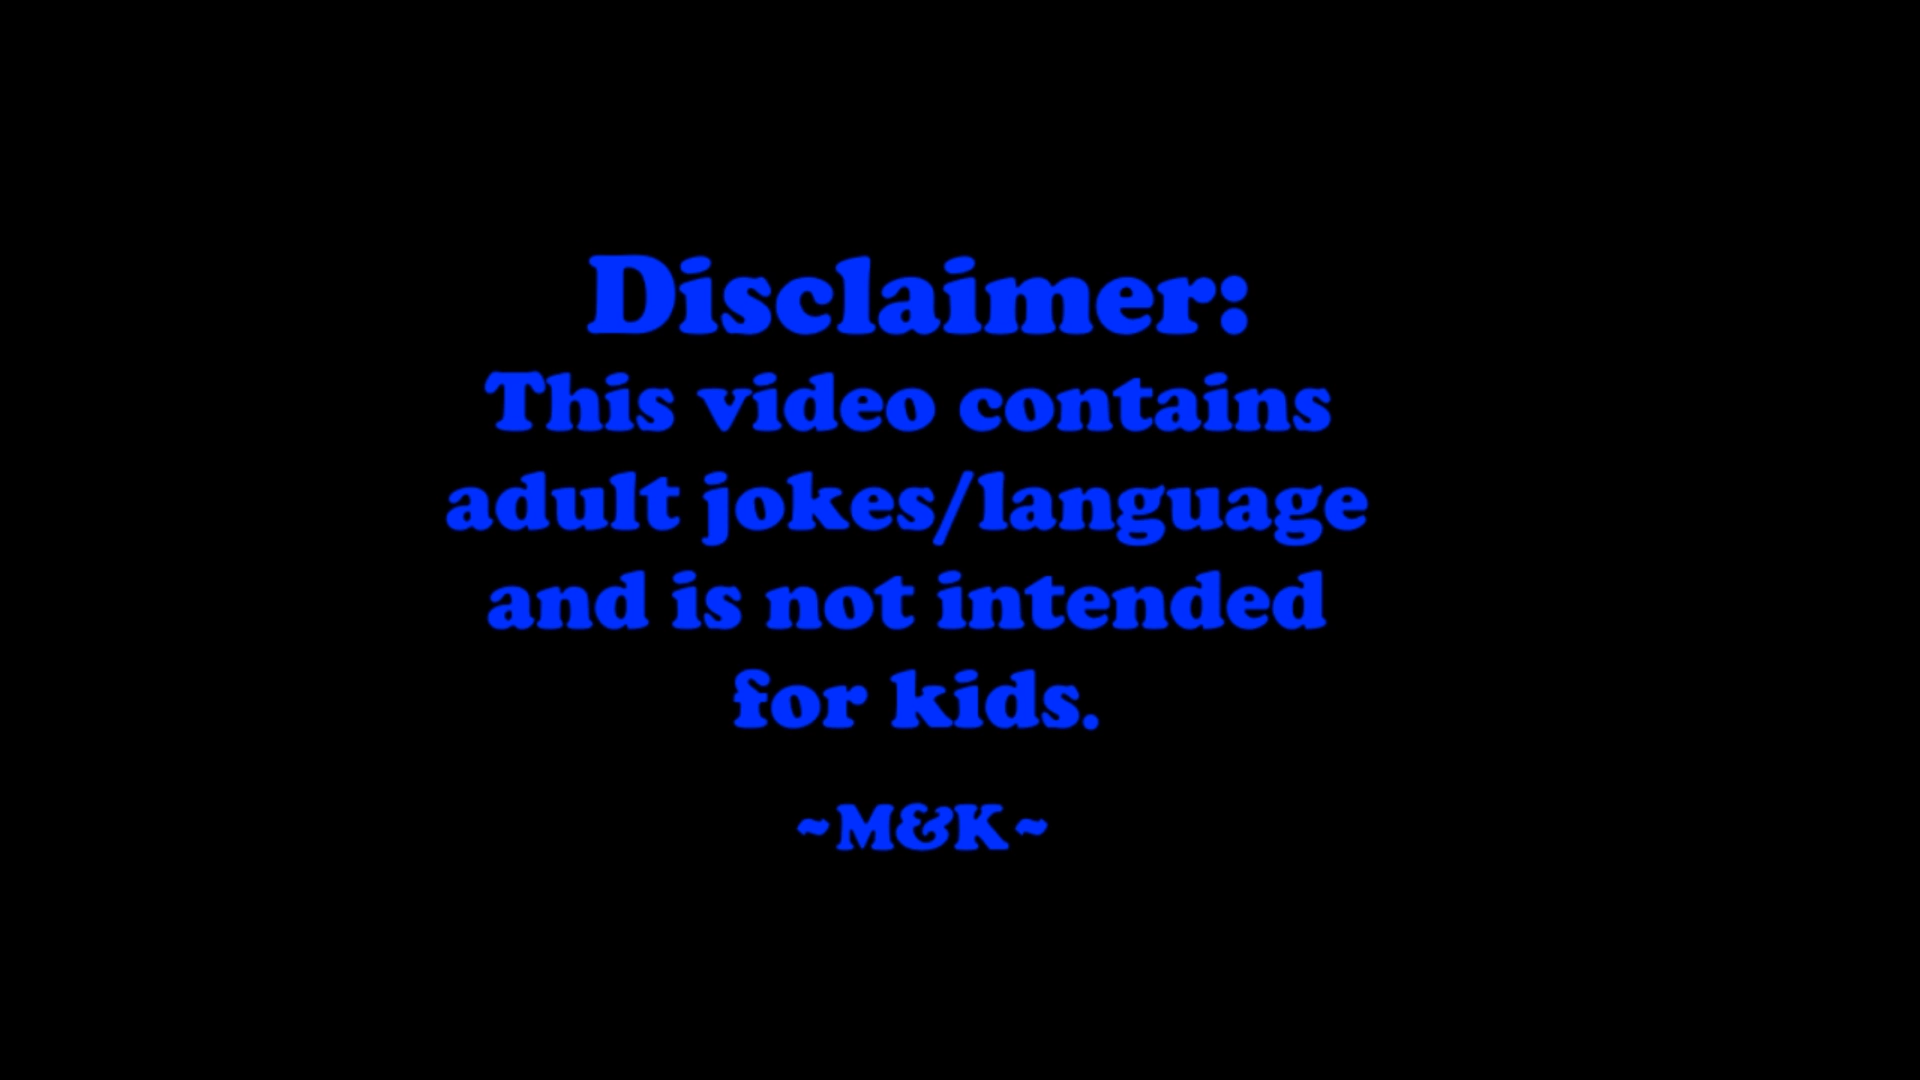 Disclaimer:
This video contains
adult jokes/language
and is not intended
for kids.
~M&K~